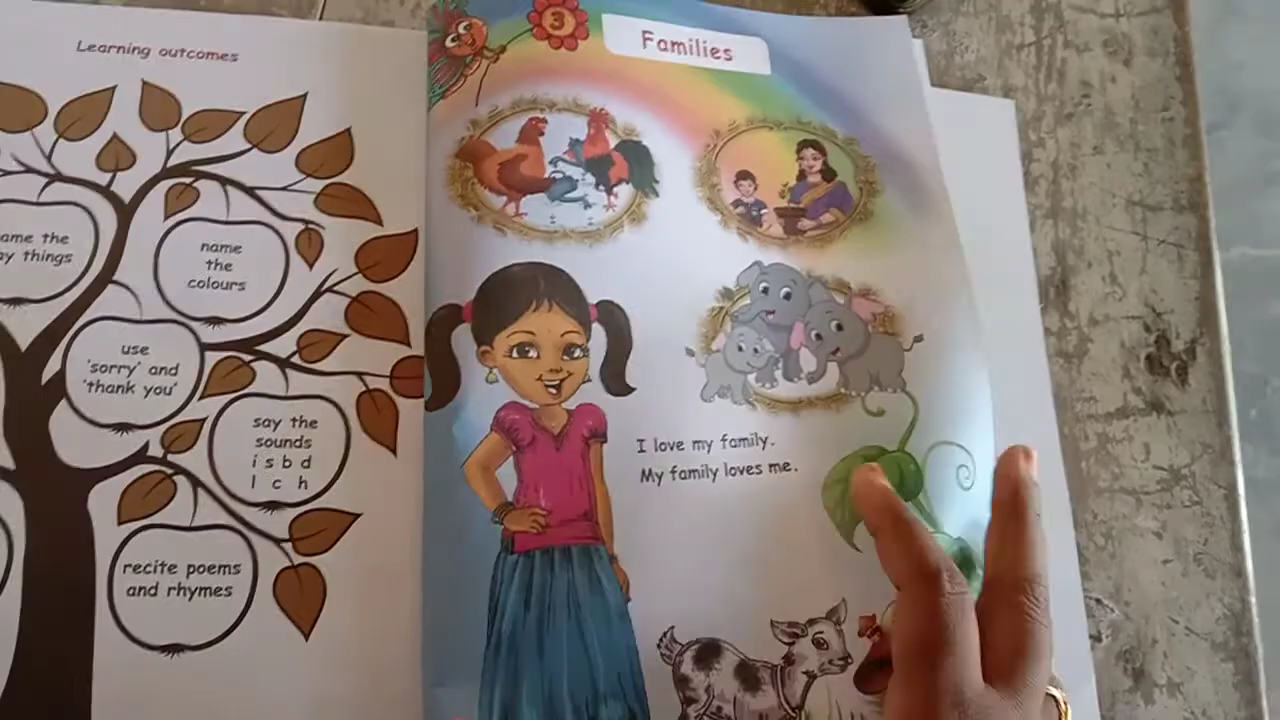 Learning outcomes
name
the
colours
use
'sorry' and
'thank you'
say the
sounds
i s b d
l c h
recite poems
and rhymes
3
Families
I love my family.
My family loves me.